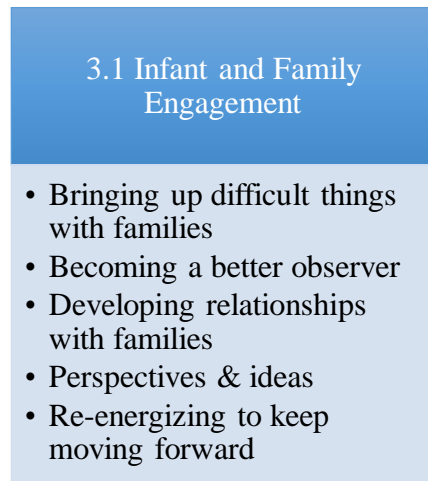 3.1 Infant and Family
Engagement
• Bringing up difficult things
with families
• Becoming a better observer
• Developing relationships
with families
• Perspectives & ideas
• Re-energizing to keep
moving forward